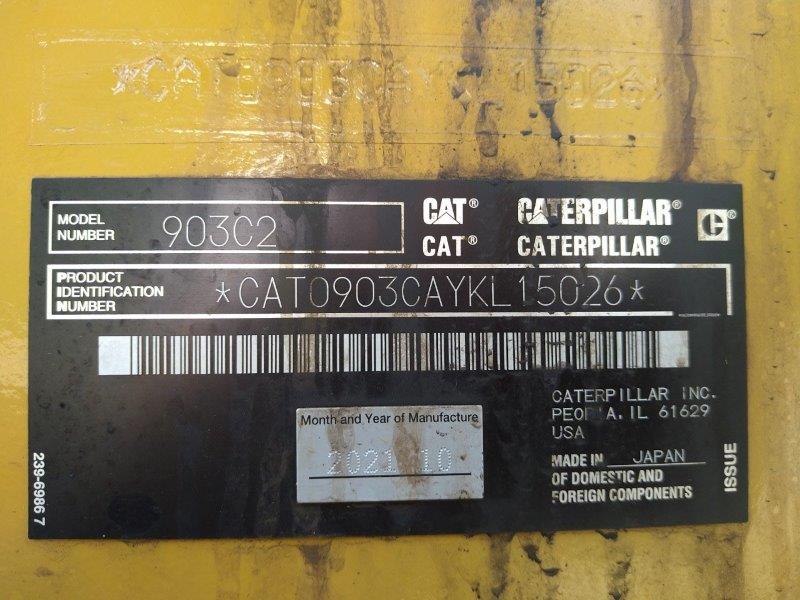 *CAT0903CAYKL15026*
MODEL NUMBER 903C2
CAT® CATERPILLAR® C®
CAT® CATERPILLAR®
PRODUCT IDENTIFICATION NUMBER *CAT0903CAYKL15026*
CATERPILLAR INC.
PEORIA, IL 61629
USA
Month and Year of Manufacture
2021 10
MADE IN JAPAN
OF DOMESTIC AND
FOREIGN COMPONENTS
239-6986 7
ISSUE